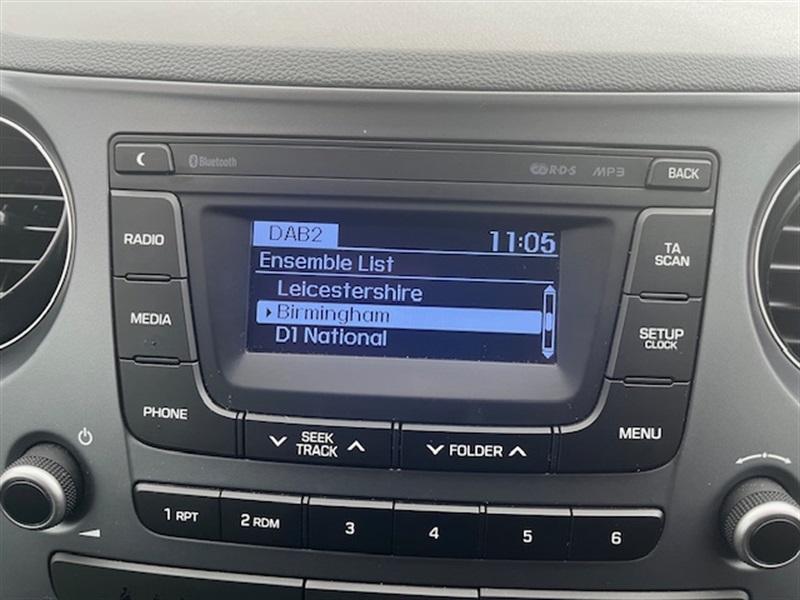 Bluetooth
R·D·S
MP3
BACK
RADIO
MEDIA
PHONE
DAB2
11:05
Ensemble List
Leicestershire
Birmingham
D1 National
TA
SCAN
SETUP
CLOCK
MENU
SEEK
TRACK
FOLDER
1 RPT
2 RDM
3
4
5
6